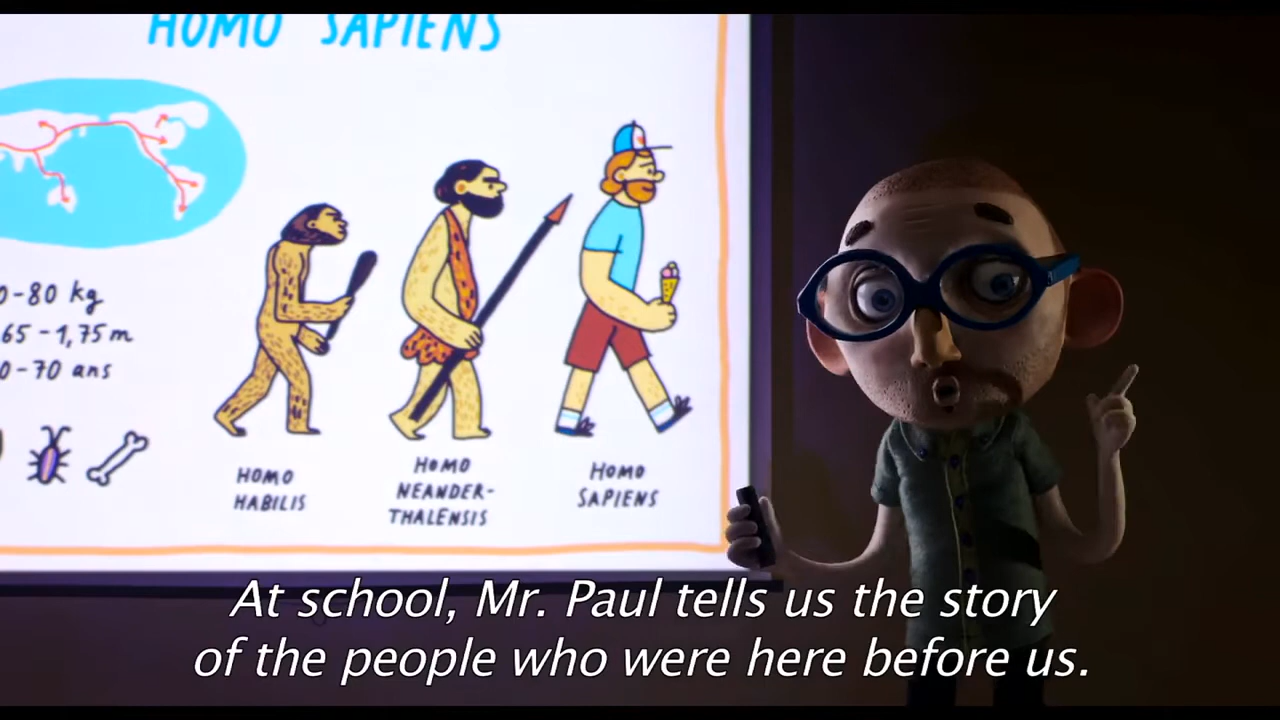 HOMO SAPIENS
0-80 kg
65-1,75 m
0-70 ans
HOMO
HABILIS
HOMO
NEANDER-
THALENSIS
HOMO
SAPIENS
At school, Mr. Paul tells us the story
of the people who were here before us.